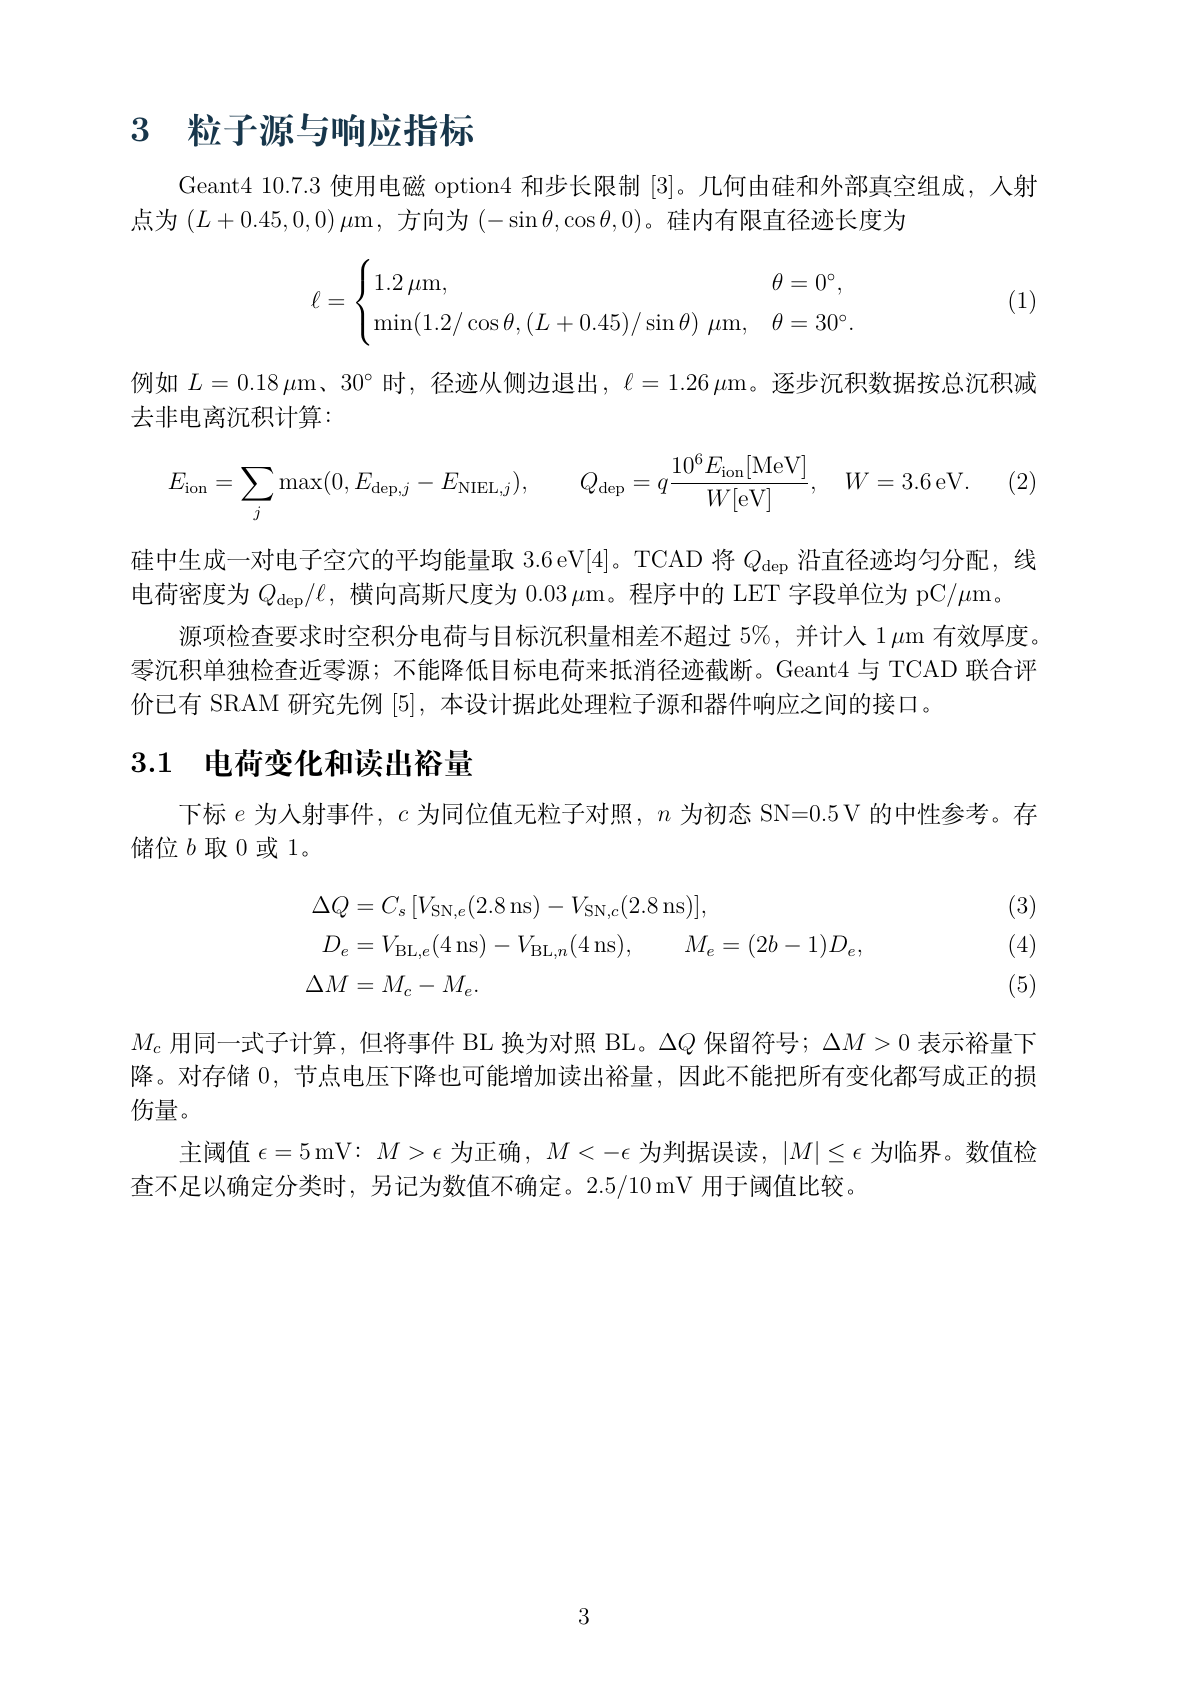 3 粒子源与响应指标
Geant4 10.7.3 使用电磁 option4 和步长限制 [3]。几何由硅和外部真空组成，入射
点为 (L + 0.45, 0, 0) μm，方向为 (− sin θ, cos θ, 0)。硅内有限直径迹长度为
ℓ = { 1.2 μm, θ = 0°,
min(1.2/ cos θ, (L + 0.45)/ sin θ) μm, θ = 30°. (1)
例如 L = 0.18 μm、30° 时，径迹从侧边退出，ℓ = 1.26 μm。逐步沉积数据按总沉积减
去非电离沉积计算：
E_ion = ∑_j max(0, E_dep,j − E_NIEL,j), Q_dep = q 10^6 E_ion[MeV] / W[eV], W = 3.6 eV. (2)
硅中生成一对电子空穴的平均能量取 3.6 eV[4]。TCAD 将 Q_dep 沿直径迹均匀分配，线
电荷密度为 Q_dep/ℓ，横向高斯尺度为 0.03 μm。程序中的 LET 字段单位为 pC/μm。
源项检查要求时空积分电荷与目标沉积量相差不超过 5%，并计入 1 μm 有效厚度。
零沉积单独检查近零源；不能降低目标电荷来抵消径迹截断。Geant4 与 TCAD 联合评
价已有 SRAM 研究先例 [5]，本设计据此处理粒子源和器件响应之间的接口。
3.1 电荷变化和读出裕量
下标 e 为入射事件，c 为同位值无粒子对照，n 为初态 SN=0.5 V 的中性参考。存
储位 b 取 0 或 1。
ΔQ = C_s [V_SN,e(2.8 ns) − V_SN,c(2.8 ns)], (3)
D_e = V_BL,e(4 ns) − V_BL,n(4 ns), M_e = (2b − 1)D_e, (4)
ΔM = M_c − M_e. (5)
M_c 用同一式子计算，但将事件 BL 换为对照 BL。ΔQ 保留符号；ΔM > 0 表示裕量下
降。对存储 0，节点电压下降也可能增加读出裕量，因此不能把所有变化都写成正的损
伤量。
主阈值 ϵ = 5 mV：M > ϵ 为正确，M < −ϵ 为判据误读，|M| ≤ ϵ 为临界。数值检
查不足以确定分类时，另记为数值不确定。2.5/10 mV 用于阈值比较。
3